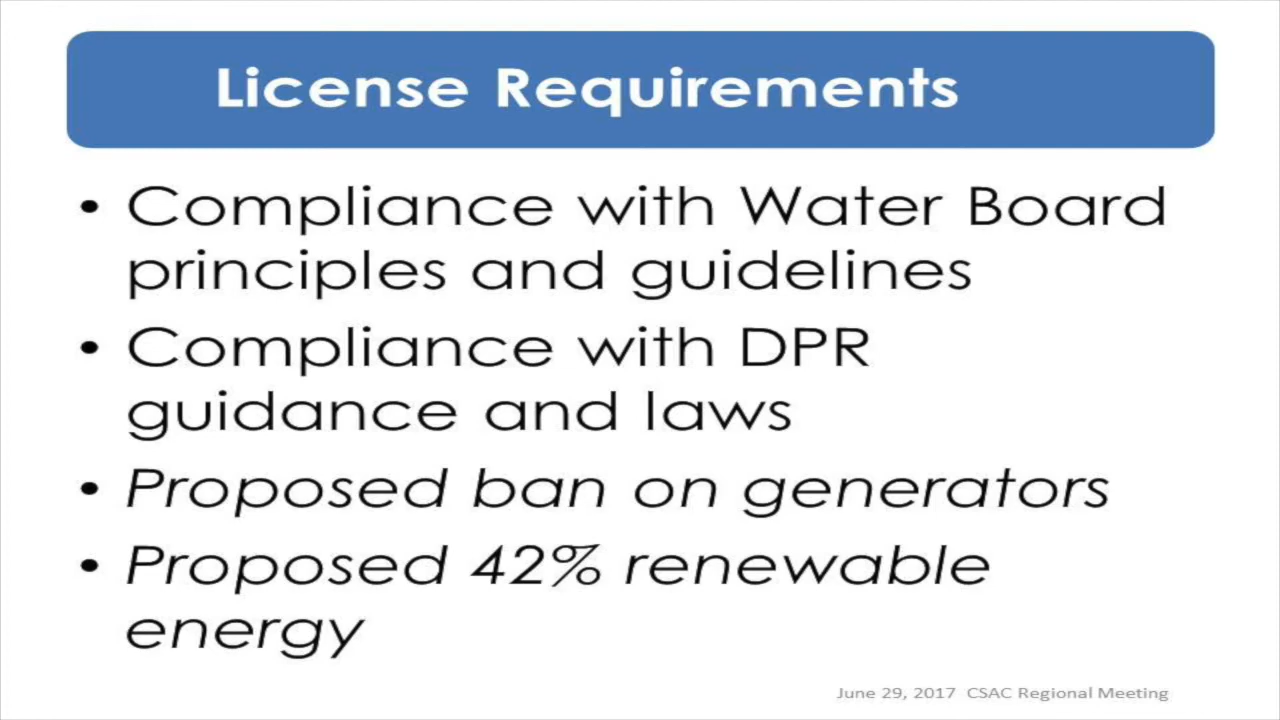 License Requirements
• Compliance with Water Board
principles and guidelines
• Compliance with DPR
guidance and laws
• Proposed ban on generators
• Proposed 42% renewable
energy
June 29, 2017 CSAC Regional Meeting